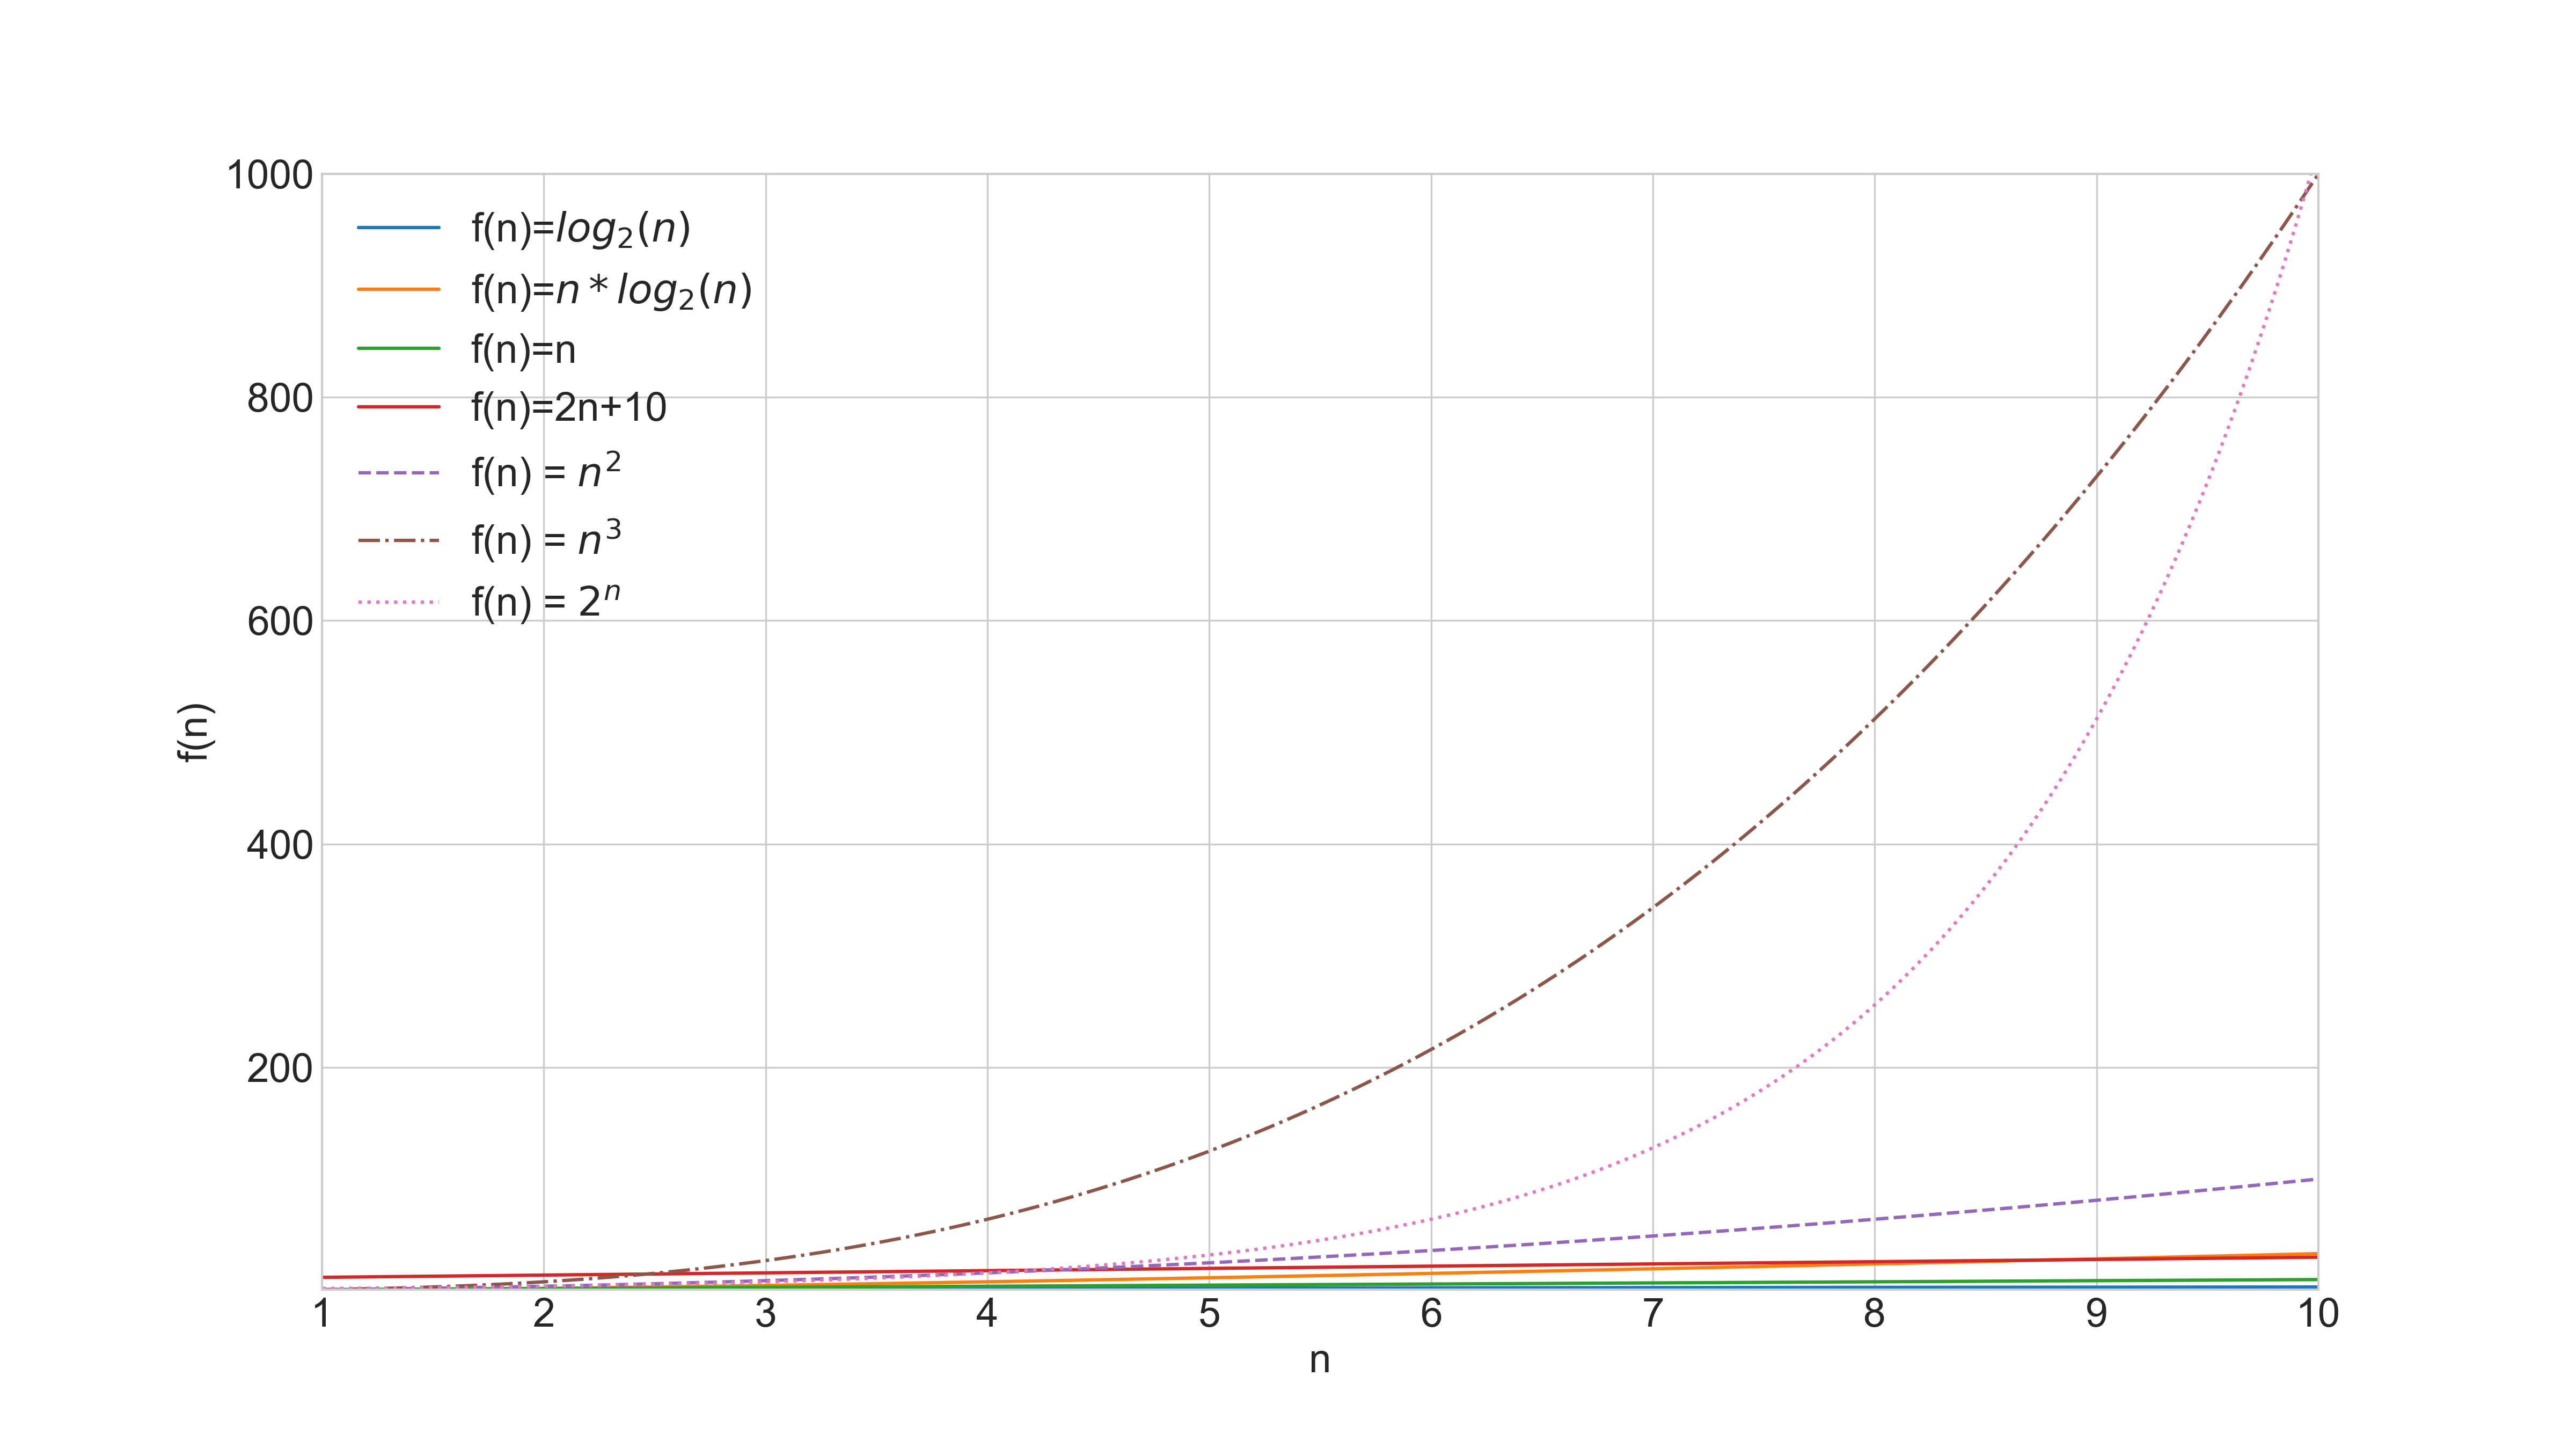 1000
800
600
400
200
f(n)
f(n)=log₂(n)
f(n)=n * log₂(n)
f(n)=n
f(n)=2n+10
f(n) = n²
f(n) = n³
f(n) = 2ⁿ
1 2 3 4 5 6 7 8 9 10
n